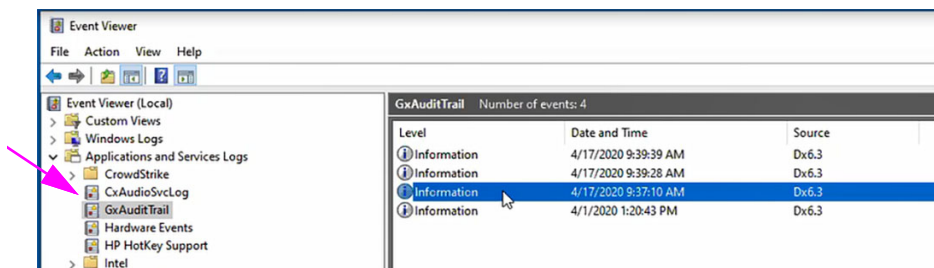 Event Viewer
File Action View Help
Event Viewer (Local)
Custom Views
Windows Logs
Applications and Services Logs
CrowdStrike
CxAudioSvcLog
GxAuditTrail
Hardware Events
HP HotKey Support
Intel
GxAuditTrail Number of events: 4
Level Date and Time Source
Information 4/17/2020 9:39:39 AM Dx6.3
Information 4/17/2020 9:39:28 AM Dx6.3
Information 4/17/2020 9:37:10 AM Dx6.3
Information 4/1/2020 1:20:43 PM Dx6.3